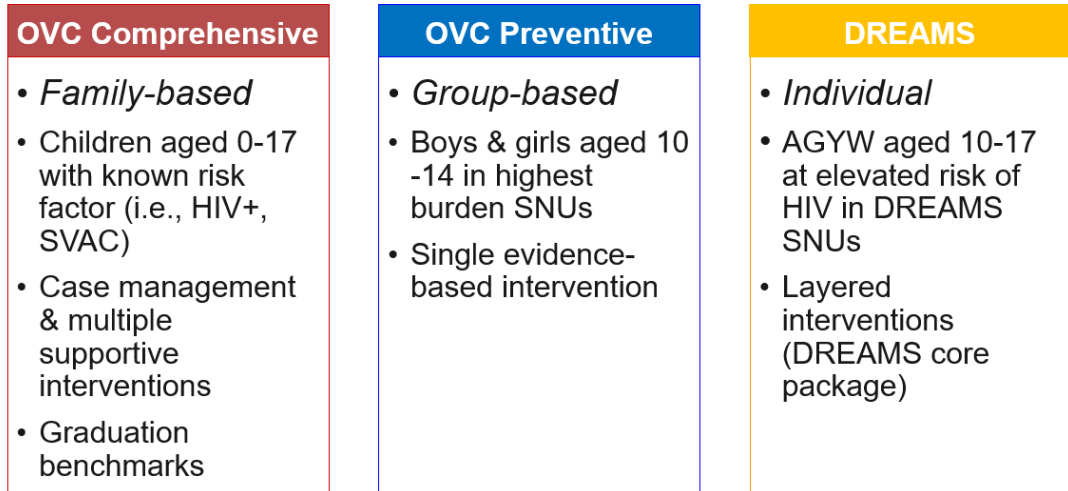 OVC Comprehensive
• Family-based
• Children aged 0-17
with known risk
factor (i.e., HIV+,
SVAC)
• Case management
& multiple
supportive
interventions
• Graduation
benchmarks
OVC Preventive
• Group-based
• Boys & girls aged 10
-14 in highest
burden SNUs
• Single evidence-
based intervention
DREAMS
• Individual
• AGYW aged 10-17
at elevated risk of
HIV in DREAMS
SNUs
• Layered
interventions
(DREAMS core
package)